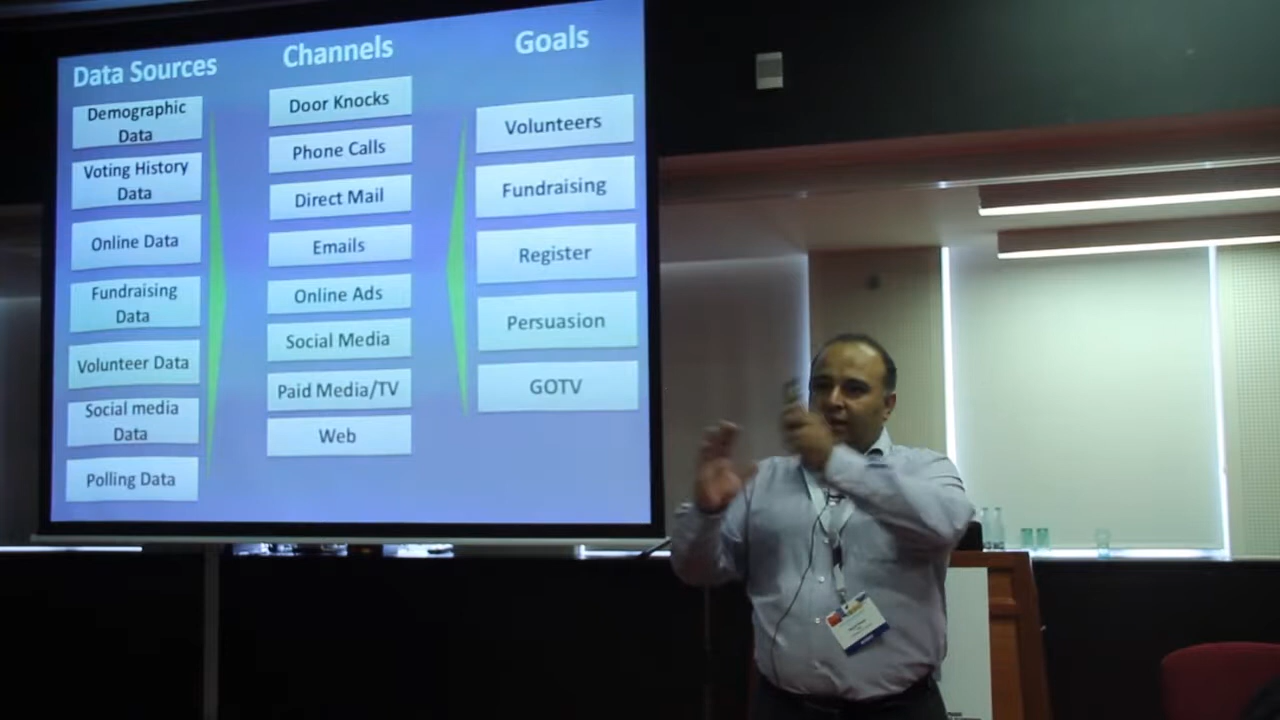 Data Sources
Demographic
Data
Voting History
Data
Online Data
Fundraising
Data
Volunteer Data
Social media
Data
Polling Data
Channels
Door Knocks
Phone Calls
Direct Mail
Emails
Online Ads
Social Media
Paid Media/TV
Web
Goals
Volunteers
Fundraising
Register
Persuasion
GOTV